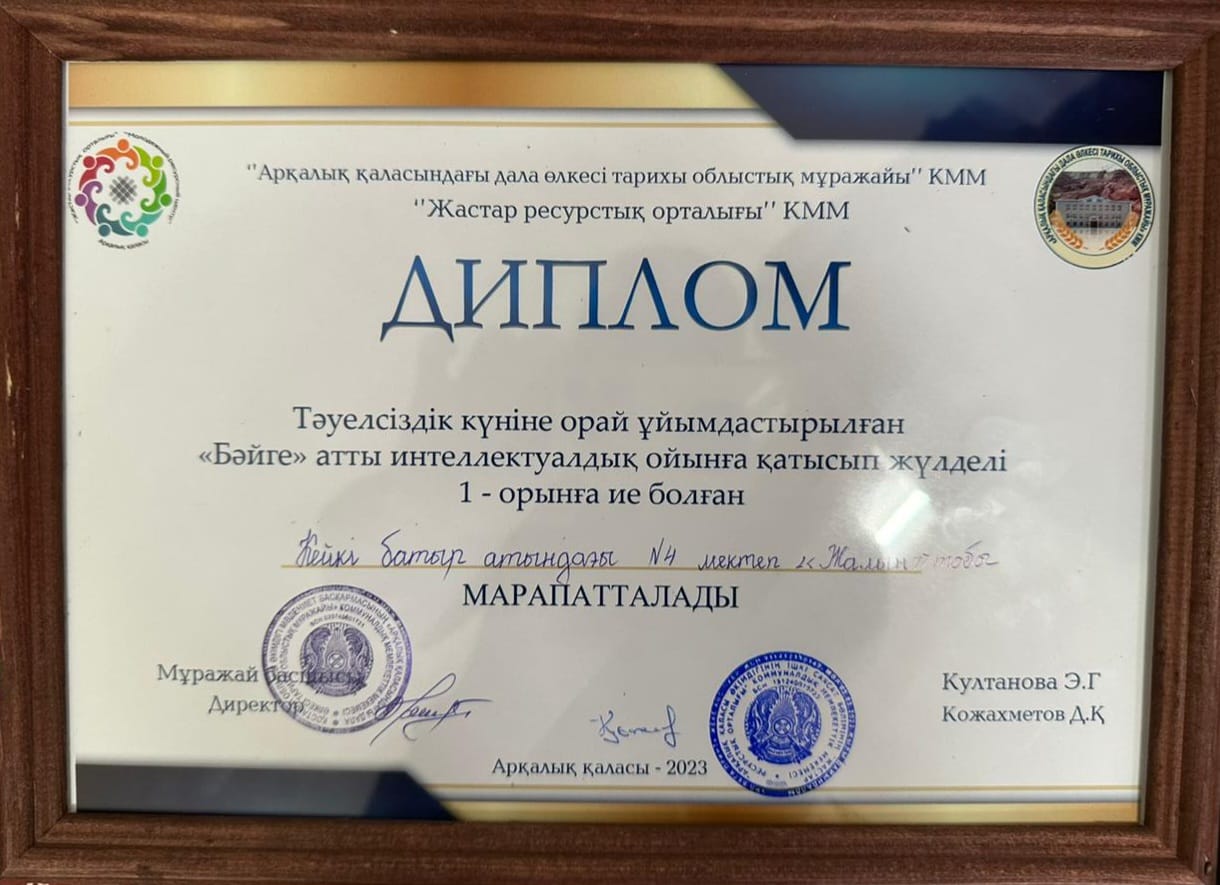 "Арқалық қаласындағы дала өлкесі тарихы облыстық мұражайы" КММ
"Жастар ресурстық орталығы" КММ
ДИПЛОМ
Тәуелсіздік күніне орай ұйымдастырылған
«Бәйге» атты интеллектуалдық ойынға қатысып жүлделі
1 - орынға ие болған
Кейкі батыр атындағы №4 мектеп «Жалын» тобы
МАРАПАТТАЛАДЫ
Мұражай басшысы
Директор
Култанова Э.Г
Кожахметов Д.Қ
Арқалық қаласы - 2023